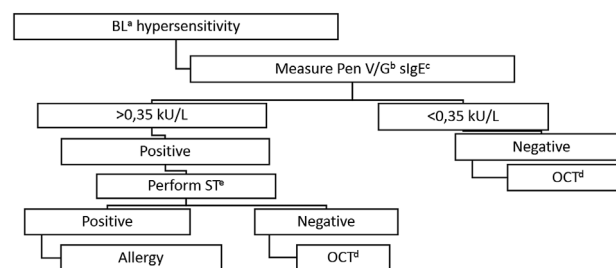 BLᵃ hypersensitivity
Measure Pen V/Gᵇ sIgEᶜ
>0,35 kU/L
<0,35 kU/L
Positive
Negative
OCTᵈ
Perform STᵉ
Positive
Negative
Allergy
OCTᵈ